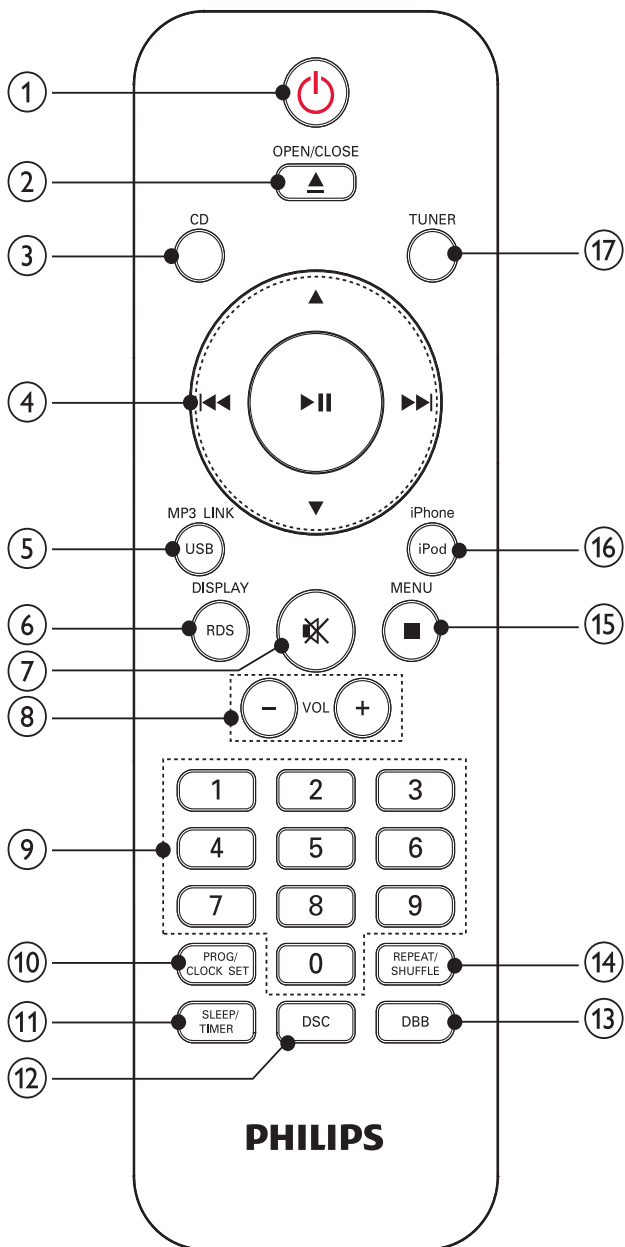 1
OPEN/CLOSE
2
CD
TUNER
3
17
4
MP3 LINK
iPhone
5
USB
iPod
16
DISPLAY
MENU
6
RDS
15
7
8
− VOL +
1 2 3
9
4 5 6
7 8 9
10
PROG/
CLOCK SET
0
REPEAT/
SHUFFLE
14
11
SLEEP/
TIMER
DSC
DBB
13
12
PHILIPS